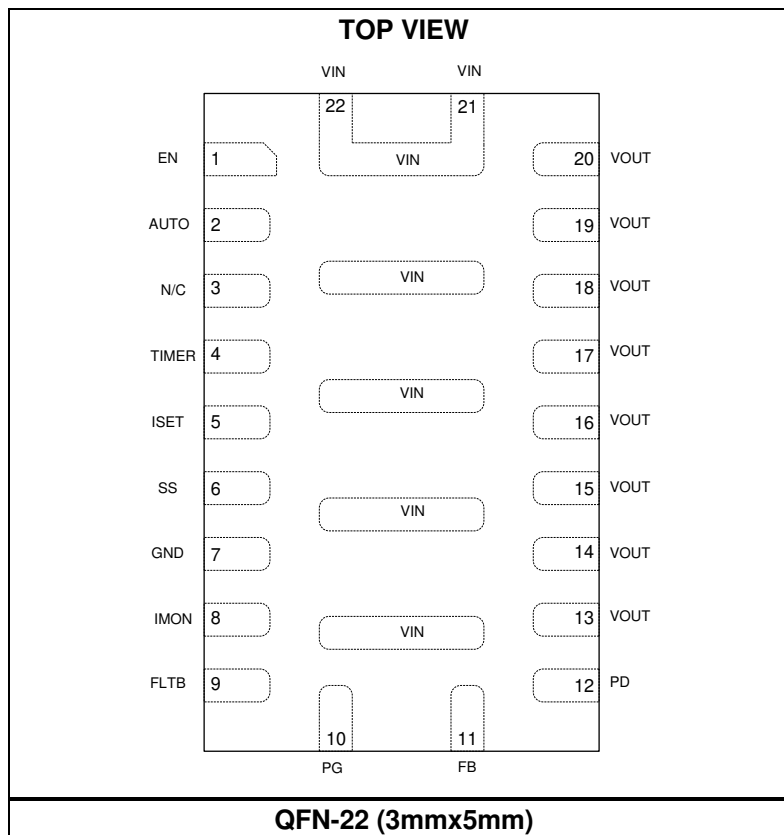 TOP VIEW
VIN VIN
22 21
EN 1 VIN 20 VOUT
AUTO 2 19 VOUT
N/C 3 VIN 18 VOUT
TIMER 4 17 VOUT
ISET 5 VIN 16 VOUT
SS 6 15 VOUT
VIN
GND 7 14 VOUT
IMON 8 VIN 13 VOUT
FLTB 9 12 PD
10 11
PG FB
QFN-22 (3mmx5mm)